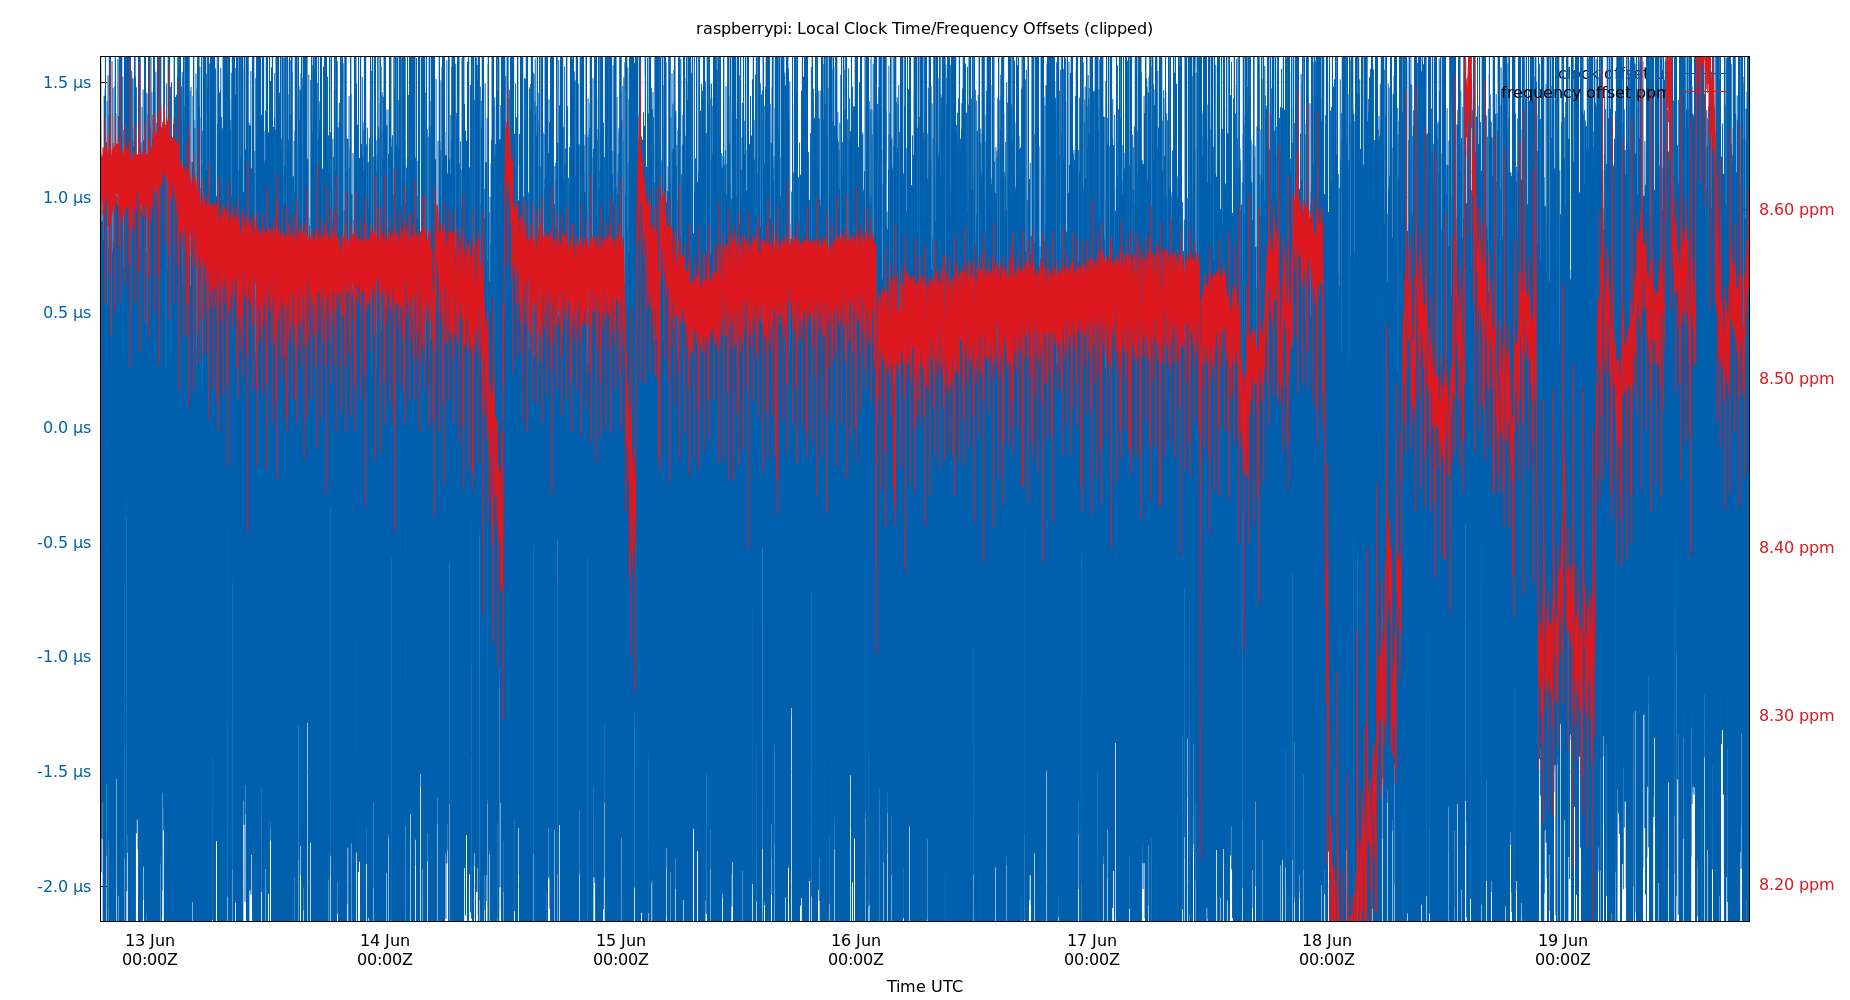 raspberrypi: Local Clock Time/Frequency Offsets (clipped)
clock offset
frequency offset ppm
1.5 µs
1.0 µs
0.5 µs
0.0 µs
-0.5 µs
-1.0 µs
-1.5 µs
-2.0 µs
8.60 ppm
8.50 ppm
8.40 ppm
8.30 ppm
8.20 ppm
13 Jun 14 Jun 15 Jun 16 Jun 17 Jun 18 Jun 19 Jun
00:00Z 00:00Z 00:00Z 00:00Z 00:00Z 00:00Z 00:00Z
Time UTC